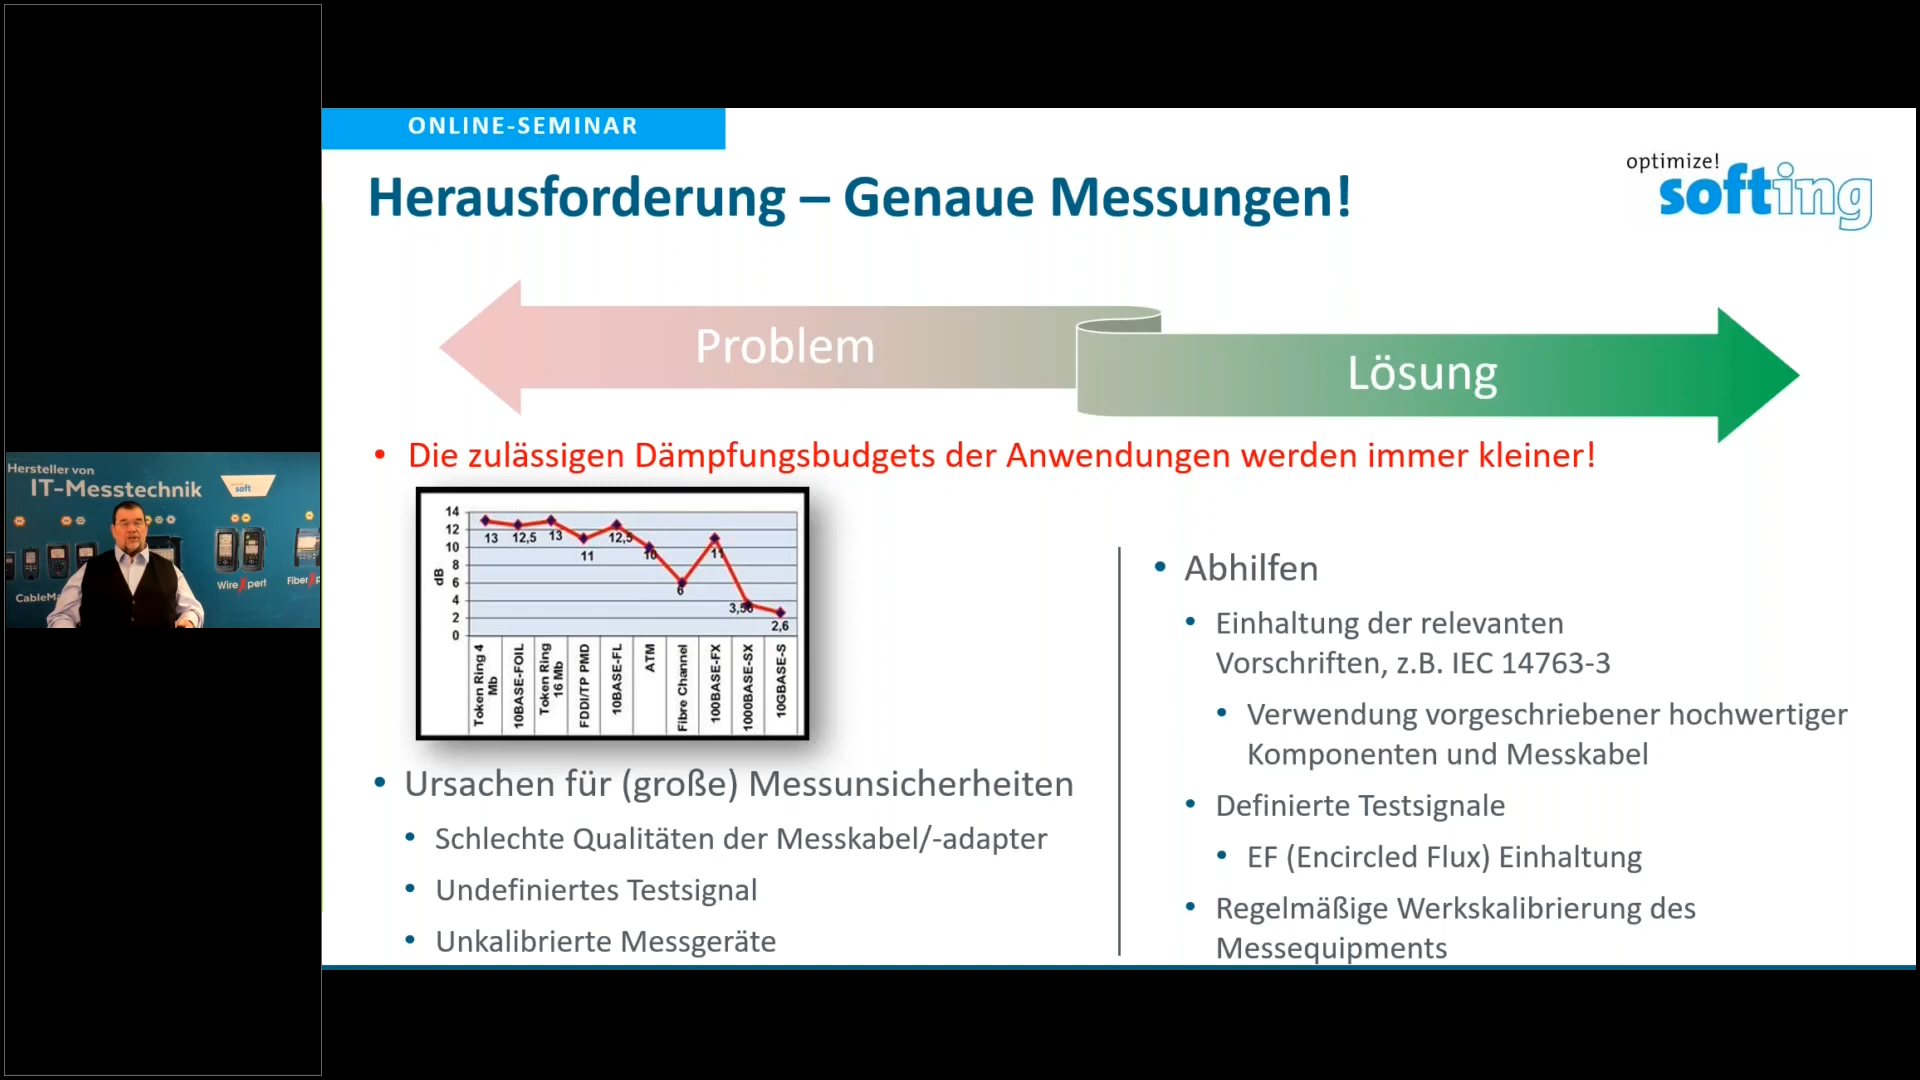 ONLINE-SEMINAR
Herausforderung – Genaue Messungen!
optimize!
softing
Problem
Lösung
• Die zulässigen Dämpfungsbudgets der Anwendungen werden immer kleiner!
14
12
10
8
6
4
2
0
dB
13
12,5
13
11
12,5
10
6
11
3,56
2,6
Token Ring 4
Mb
10BASE-FOIL
Token Ring
16 Mb
FDDI/TP PMD
10BASE-FL
ATM
Fibre Channel
100BASE-FX
1000BASE-SX
10GBASE-S
• Ursachen für (große) Messunsicherheiten
• Schlechte Qualitäten der Messkabel/-adapter
• Undefiniertes Testsignal
• Unkalibrierte Messgeräte
• Abhilfen
• Einhaltung der relevanten
Vorschriften, z.B. IEC 14763-3
• Verwendung vorgeschriebener hochwertiger
Komponenten und Messkabel
• Definierte Testsignale
• EF (Encircled Flux) Einhaltung
• Regelmäßige Werkskalibrierung des
Messequipments
Hersteller von
IT-Messtechnik
soft
WireXpert